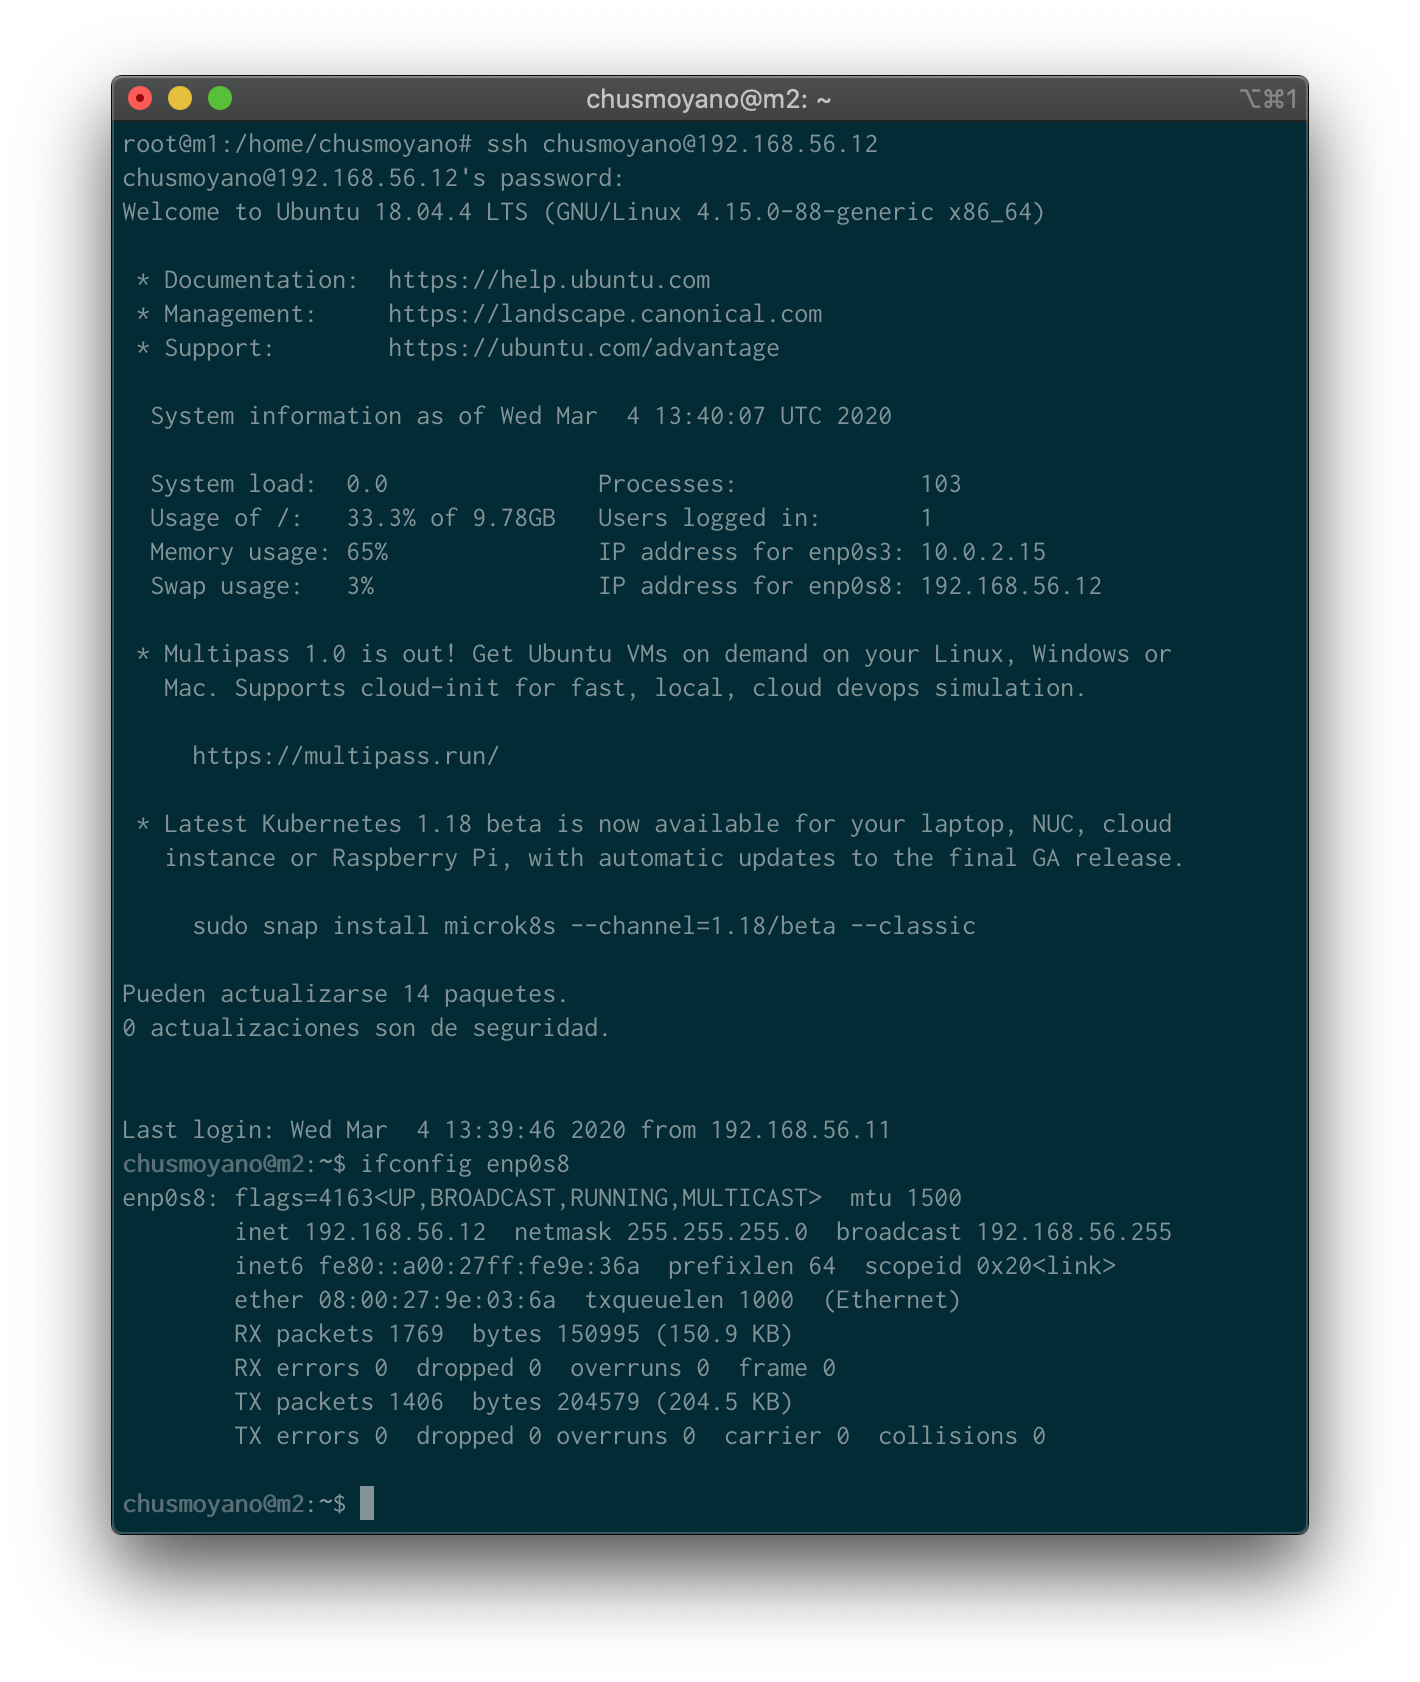 chusmoyano@m2: ~
⌥⌘1
root@m1:/home/chusmoyano# ssh chusmoyano@192.168.56.12
chusmoyano@192.168.56.12's password:
Welcome to Ubuntu 18.04.4 LTS (GNU/Linux 4.15.0-88-generic x86_64)

 * Documentation:  https://help.ubuntu.com
 * Management:     https://landscape.canonical.com
 * Support:        https://ubuntu.com/advantage

  System information as of Wed Mar  4 13:40:07 UTC 2020

  System load:  0.0               Processes:             103
  Usage of /:   33.3% of 9.78GB   Users logged in:       1
  Memory usage: 65%               IP address for enp0s3: 10.0.2.15
  Swap usage:   3%                IP address for enp0s8: 192.168.56.12

 * Multipass 1.0 is out! Get Ubuntu VMs on demand on your Linux, Windows or
   Mac. Supports cloud-init for fast, local, cloud devops simulation.

     https://multipass.run/

 * Latest Kubernetes 1.18 beta is now available for your laptop, NUC, cloud
   instance or Raspberry Pi, with automatic updates to the final GA release.

     sudo snap install microk8s --channel=1.18/beta --classic

Pueden actualizarse 14 paquetes.
0 actualizaciones son de seguridad.

Last login: Wed Mar  4 13:39:46 2020 from 192.168.56.11
chusmoyano@m2:~$ ifconfig enp0s8
enp0s8: flags=4163<UP,BROADCAST,RUNNING,MULTICAST>  mtu 1500
        inet 192.168.56.12  netmask 255.255.255.0  broadcast 192.168.56.255
        inet6 fe80::a00:27ff:fe9e:36a  prefixlen 64  scopeid 0x20<link>
        ether 08:00:27:9e:03:6a  txqueuelen 1000  (Ethernet)
        RX packets 1769  bytes 150995 (150.9 KB)
        RX errors 0  dropped 0  overruns 0  frame 0
        TX packets 1406  bytes 204579 (204.5 KB)
        TX errors 0  dropped 0 overruns 0  carrier 0  collisions 0

chusmoyano@m2:~$